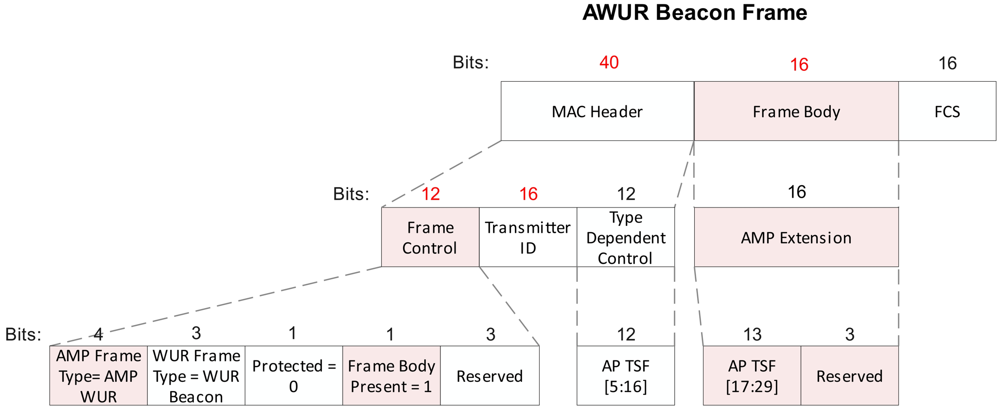 AWUR Beacon Frame
Bits: 40 16 16
MAC Header Frame Body FCS
Bits: 12 16 12 16
Frame
Control
Transmitter
ID
Type
Dependent
Control
AMP Extension
Bits: 4 3 1 1 3 12 13 3
AMP Frame
Type= AMP
WUR
WUR Frame
Type = WUR
Beacon
Protected =
0
Frame Body
Present = 1
Reserved
AP TSF
[5:16]
AP TSF
[17:29]
Reserved